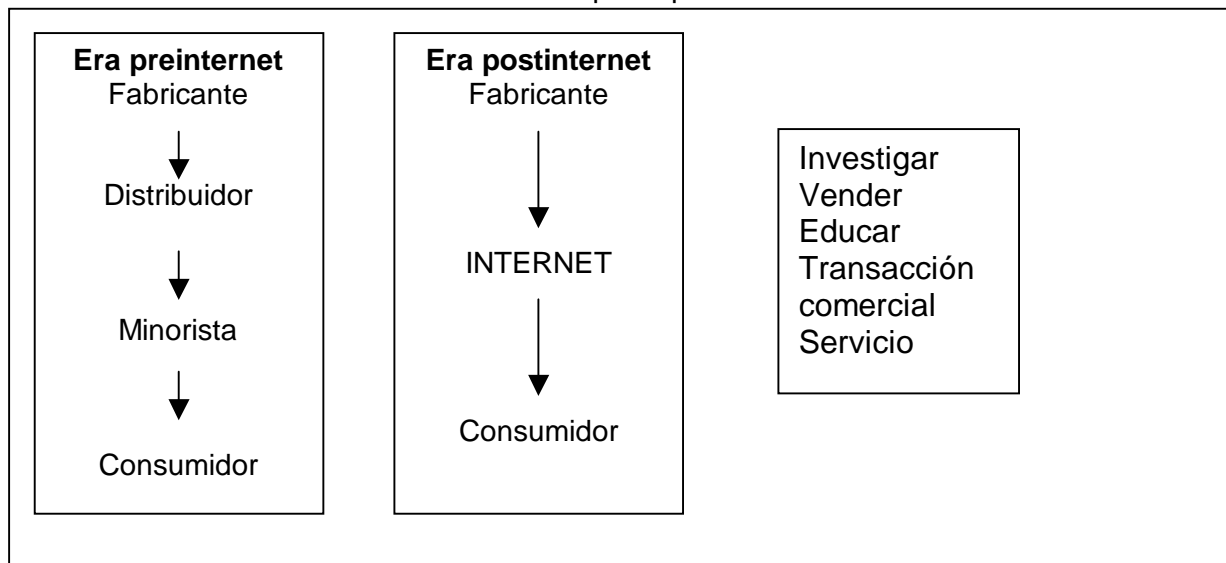 Era preinternet
Fabricante
Distribuidor
Minorista
Consumidor
Era postinternet
Fabricante
INTERNET
Consumidor
Investigar
Vender
Educar
Transacción
comercial
Servicio